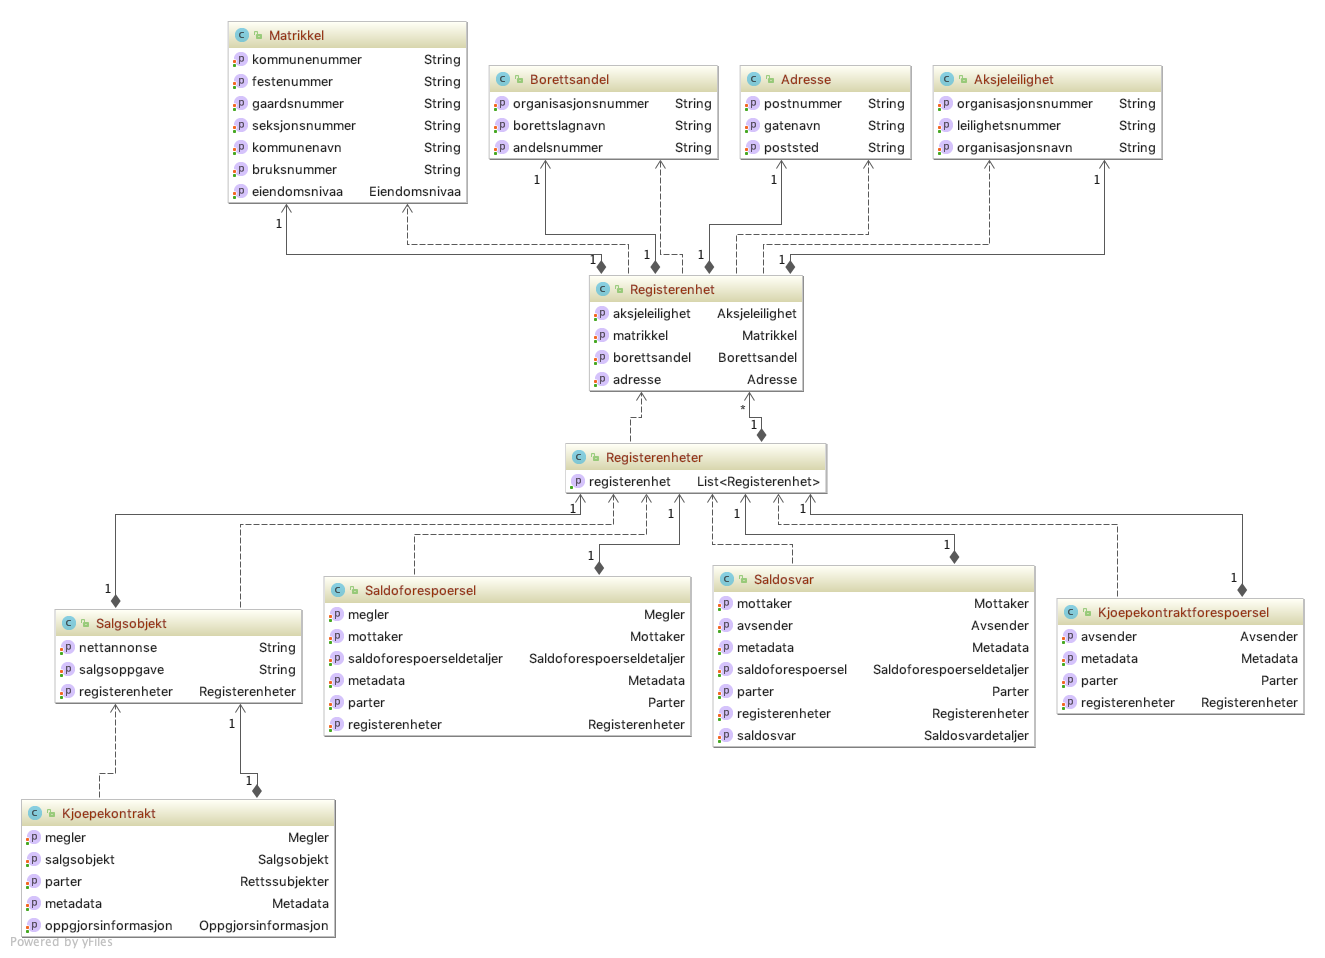 C Matrikkel
p kommunenummer String
p festenummer String
p gaardsnummer String
p seksjonsnummer String
p kommunenavn String
p bruksnummer String
p eiendomsnivaa Eiendomsnivaa
C Borettsandel
p organisasjonsnummer String
p borettslagnavn String
p andelsnummer String
C Adresse
p postnummer String
p gatenavn String
p poststed String
C Aksjeleilighet
p organisasjonsnummer String
p leilighetsnummer String
p organisasjonsnavn String
1 1 1 1
1 1 1 1
C Registerenhet
p aksjeleilighet Aksjeleilighet
p matrikkel Matrikkel
p borettsandel Borettsandel
p adresse Adresse
*
1
C Registerenheter
p registerenhet List<Registerenhet>
1 1 1 1
1 1 1 1
C Salgsobjekt
p nettannonse String
p salgsoppgave String
p registerenheter Registerenheter
C Saldoforespoersel
p megler Megler
p mottaker Mottaker
p saldoforespoerseldetaljer Saldoforespoerseldetaljer
p metadata Metadata
p parter Parter
p registerenheter Registerenheter
C Saldosvar
p mottaker Mottaker
p avsender Avsender
p metadata Metadata
p saldoforespoersel Saldoforespoerseldetaljer
p parter Parter
p registerenheter Registerenheter
p saldosvar Saldosvardetaljer
C Kjoepekontraktforespoersel
p avsender Avsender
p metadata Metadata
p parter Parter
p registerenheter Registerenheter
1
1
C Kjoepekontrakt
p megler Megler
p salgsobjekt Salgsobjekt
p parter Rettssubjekter
p metadata Metadata
p oppgjorsinformasjon Oppgjorsinformasjon
Powered by yFiles